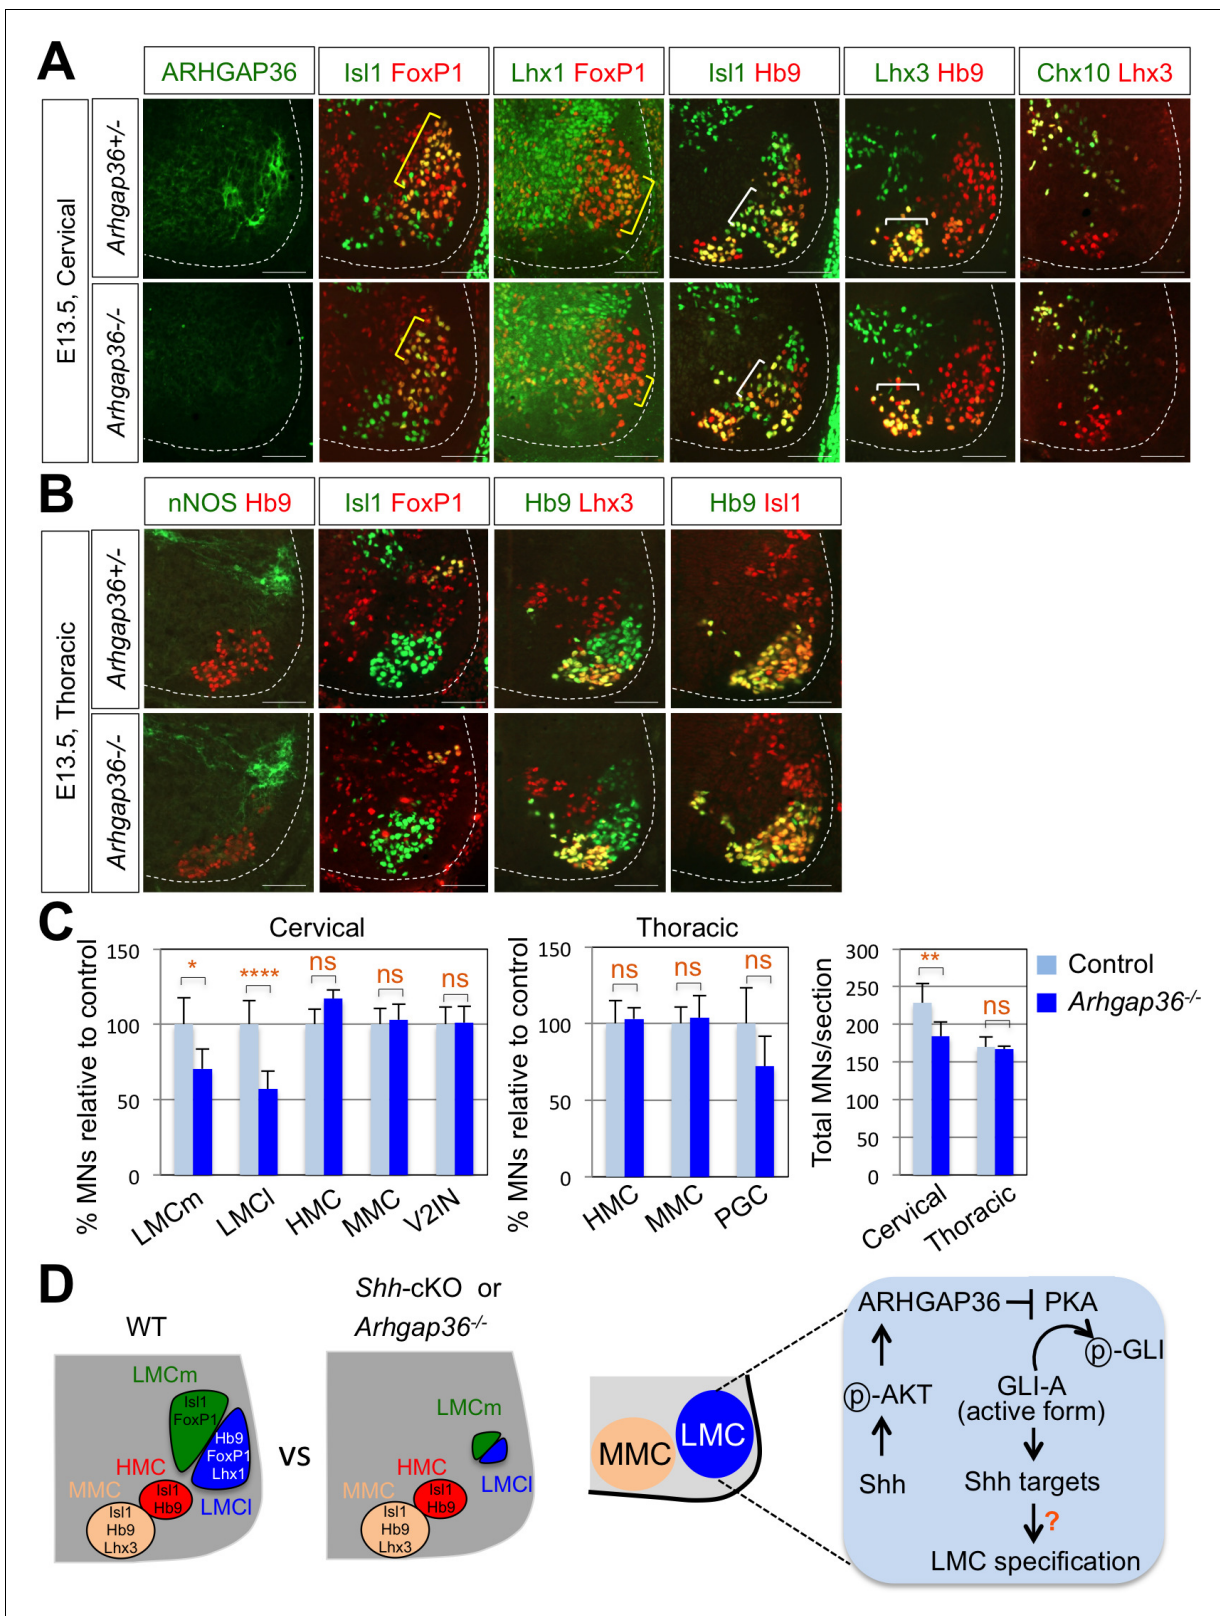 A
ARHGAP36
Isl1 FoxP1
Lhx1 FoxP1
Isl1 Hb9
Lhx3 Hb9
Chx10 Lhx3
E13.5, Cervical
Arhgap36+/-
Arhgap36-/-
B
nNOS Hb9
Isl1 FoxP1
Hb9 Lhx3
Hb9 Isl1
E13.5, Thoracic
Arhgap36+/-
Arhgap36-/-
C
Cervical
% MNs relative to control
150
100
50
0
*
****
ns
ns
ns
LMCm
LMCl
HMC
MMC
V2IN
Thoracic
% MNs relative to control
150
100
50
0
ns
ns
ns
HMC
MMC
PGC
Total MNs/section
300
250
200
150
100
50
0
**
ns
Cervical
Thoracic
Control
Arhgap36-/-
D
WT
LMCm
Isl1
FoxP1
Hb9
FoxP1
Lhx1
HMC
Isl1
Hb9
MMC
Isl1
Hb9
Lhx3
LMCl
vs
Shh-cKO or
Arhgap36-/-
LMCm
HMC
Isl1
Hb9
LMCl
MMC
Isl1
Hb9
Lhx3
MMC
LMC
ARHGAP36
PKA
p-GLI
p-AKT
GLI-A
(active form)
Shh
Shh targets
?
LMC specification